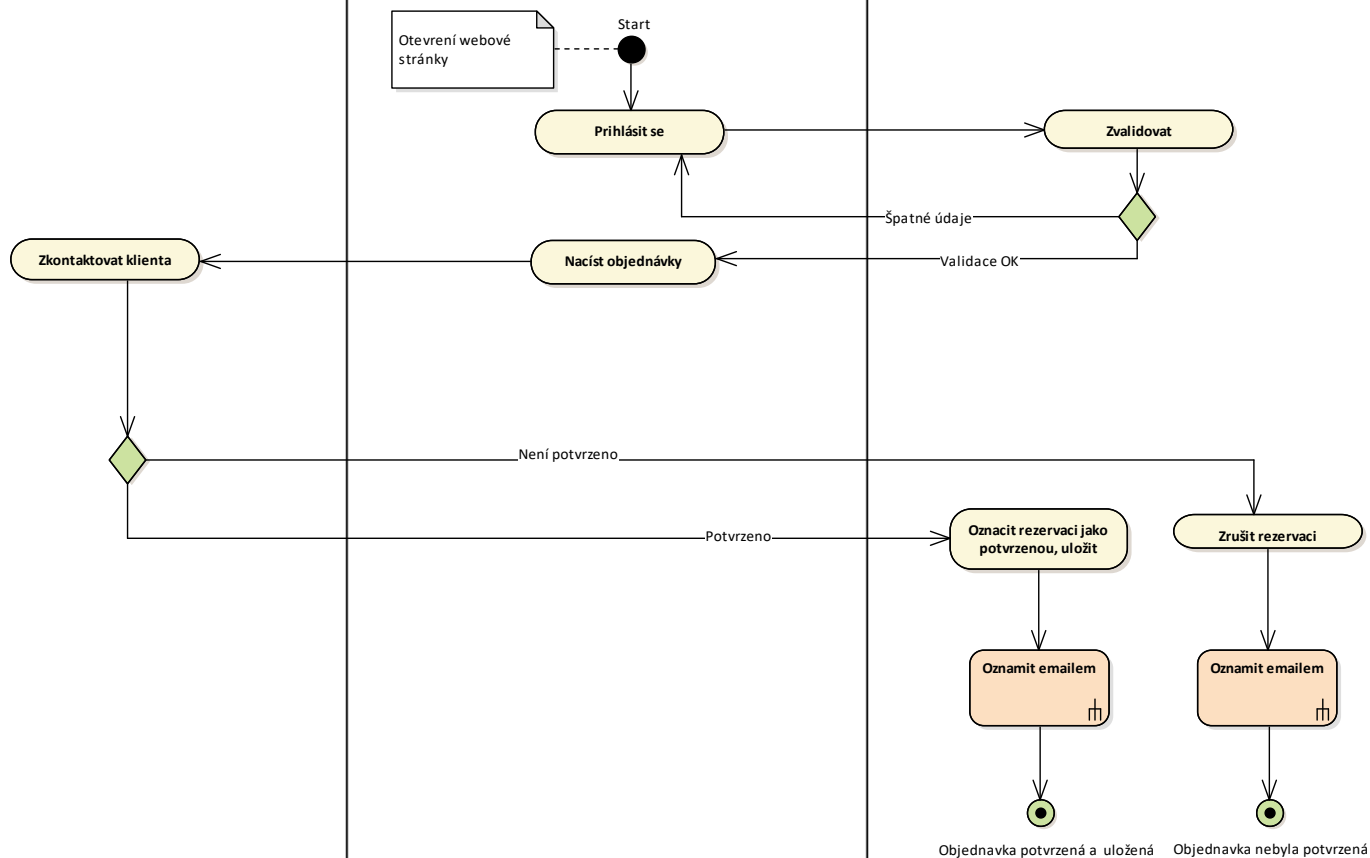 Start
Otevrení webové
stránky
Prihlásit se
Zvalidovat
Špatné údaje
Zkontaktovat klienta
Nacíst objednávky
Validace OK
Není potvrzeno
Potvrzeno
Oznacit rezervaci jako
potvrzenou, uložit
Zrušit rezervaci
Oznamit emailem
Oznamit emailem
Objednavka potvrzená a uložená
Objednavka nebyla potvrzená